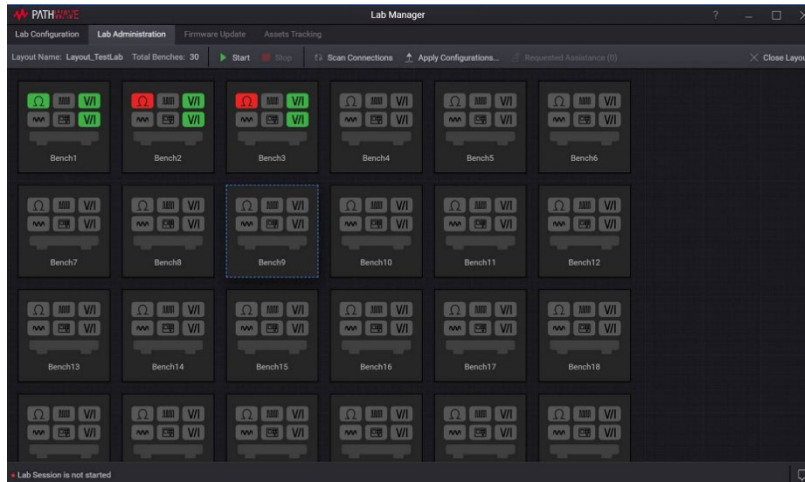 PATHWAVE Lab Manager ?
Lab Configuration Lab Administration Firmware Update Assets Tracking
Layout Name: Layout_TestLab Total Benches: 30 Start Stop Scan Connections Apply Configurations... Requested Assistance (0) Close Layou
Ω V/I Ω V/I Ω V/I Ω V/I Ω V/I Ω V/I
V/I V/I V/I V/I V/I V/I
Bench1 Bench2 Bench3 Bench4 Bench5 Bench6
Ω V/I Ω V/I Ω V/I Ω V/I Ω V/I Ω V/I
V/I V/I V/I V/I V/I V/I
Bench7 Bench8 Bench9 Bench10 Bench11 Bench12
Ω V/I Ω V/I Ω V/I Ω V/I Ω V/I Ω V/I
V/I V/I V/I V/I V/I V/I
Bench13 Bench14 Bench15 Bench16 Bench17 Bench18
Ω V/I Ω V/I Ω V/I Ω V/I Ω V/I Ω V/I
V/I V/I V/I V/I V/I V/I
Lab Session is not started